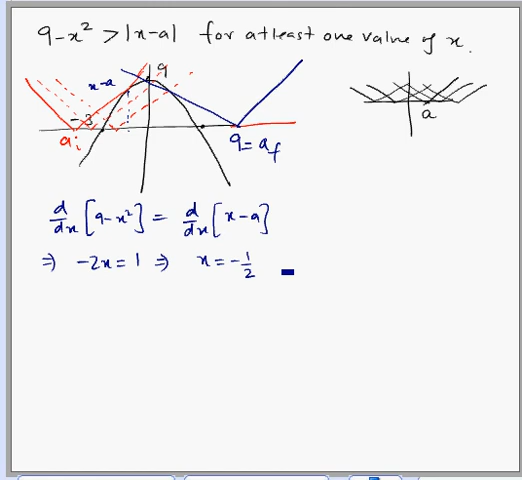 9-x² > |x-a| for atleast one value of x.
9
x-a
-3
aᵢ
9 = a_f
a
d/dx [9-x²] = d/dx [x-a]
⇒ -2x = 1 ⇒ x = -1/2